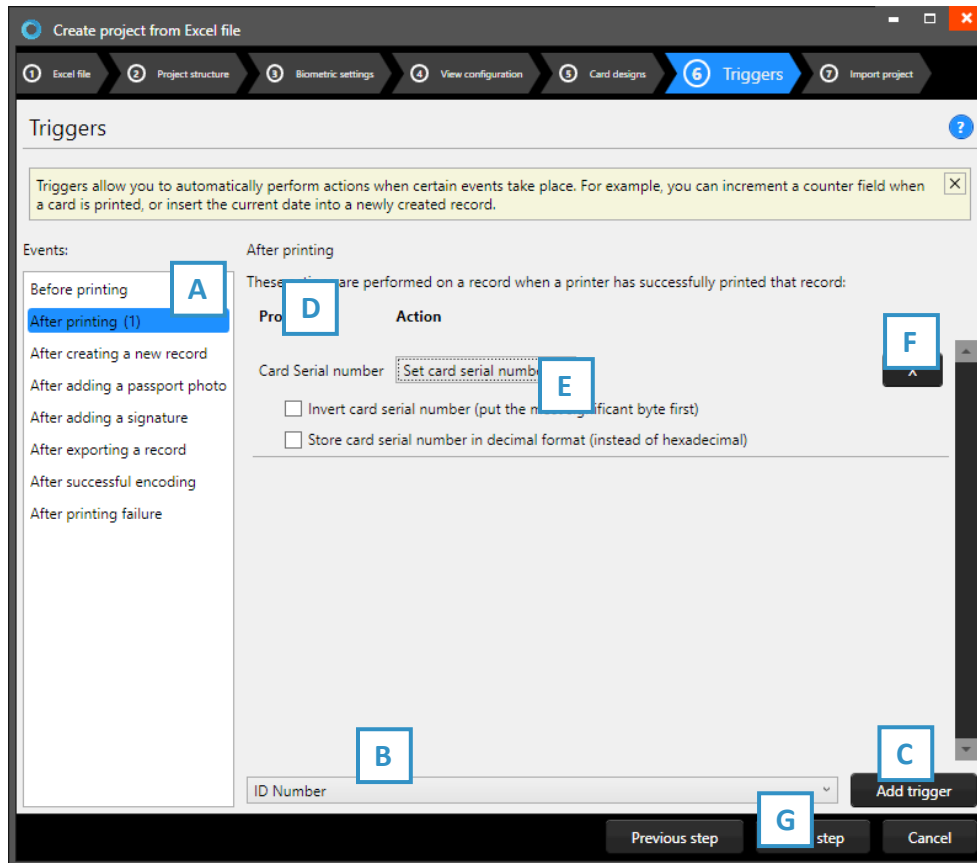 Create project from Excel file
1 Excel file 2 Project structure 3 Biometric settings 4 View configuration 5 Card designs 6 Triggers 7 Import project
Triggers
?
Triggers allow you to automatically perform actions when certain events take place. For example, you can increment a counter field when
a card is printed, or insert the current date into a newly created record.
Events:
Before printing
After printing (1)
After creating a new record
After adding a passport photo
After adding a signature
After exporting a record
After successful encoding
After printing failure
A
After printing
These are performed on a record when a printer has successfully printed that record:
D
Action
F
Card Serial number Set card serial
E
Invert card serial number (put the significant byte first)
Store card serial number in decimal format (instead of hexadecimal)
B
C
ID Number
Add trigger
G
Previous step step Cancel